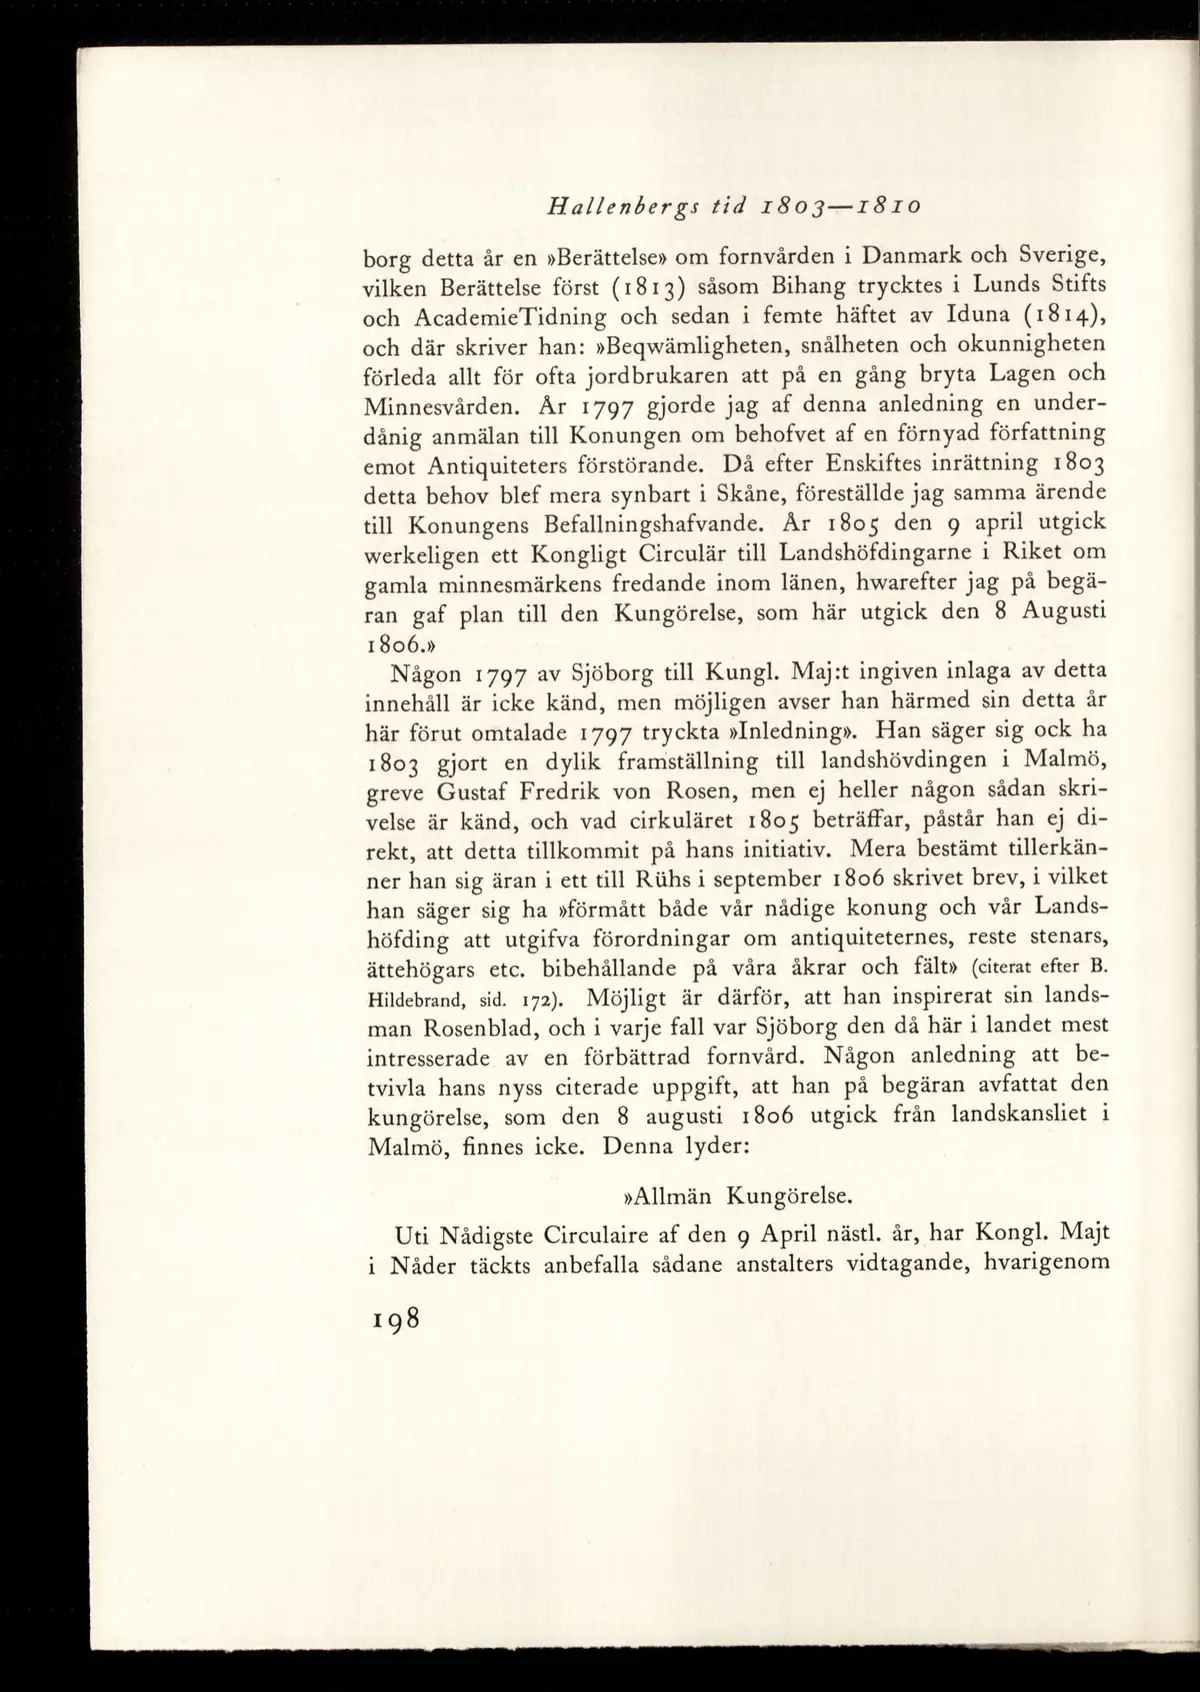 Hallenbergs tid 1803—1810
borg detta år en »Berättelse» om fornvården i Danmark och Sverige,
vilken Berättelse först (1813) såsom Bihang trycktes i Lunds Stifts
och AcademieTidning och sedan i femte häftet av Iduna (1814),
och där skriver han: »Beqwämligheten, snålheten och okunnigheten
förleda allt för ofta jordbrukaren att på en gång bryta Lagen och
Minnesvården. År 1797 gjorde jag af denna anledning en under-
dånig anmälan till Konungen om behofvet af en förnyad författning
emot Antiquiteters förstörande. Då efter Enskiftes inrättning 1803
detta behov blef mera synbart i Skåne, föreställde jag samma ärende
till Konungens Befallningshafvande. År 1805 den 9 april utgick
werkeligen ett Kongligt Circulär till Landshöfdingarne i Riket om
gamla minnesmärkens fredande inom länen, hwarefter jag på begä-
ran gaf plan till den Kungörelse, som här utgick den 8 Augusti
1806.»
Någon 1797 av Sjöborg till Kungl. Maj:t ingiven inlaga av detta
innehåll är icke känd, men möjligen avser han härmed sin detta år
här förut omtalade 1797 tryckta »Inledning». Han säger sig ock ha
1803 gjort en dylik framställning till landshövdingen i Malmö,
greve Gustaf Fredrik von Rosen, men ej heller någon sådan skri-
velse är känd, och vad cirkuläret 1805 beträffar, påstår han ej di-
rekt, att detta tillkommit på hans initiativ. Mera bestämt tillerkän-
ner han sig äran i ett till Rühs i september 1806 skrivet brev, i vilket
han säger sig ha »förmått både vår nådige konung och vår Lands-
höfding att utgifva förordningar om antiquiteternes, reste stenars,
ättehögars etc. bibehållande på våra åkrar och fält» (citerat efter B.
Hildebrand, sid. 172). Möjligt är därför, att han inspirerat sin lands-
man Rosenblad, och i varje fall var Sjöborg den då här i landet mest
intresserade av en förbättrad fornvård. Någon anledning att be-
tvivla hans nyss citerade uppgift, att han på begäran avfattat den
kungörelse, som den 8 augusti 1806 utgick från landskansliet i
Malmö, finnes icke. Denna lyder:
»Allmän Kungörelse.
Uti Nådigste Circulaire af den 9 April nästl. år, har Kongl. Majt
i Nåder täckts anbefalla sådane anstalters vidtagande, hvarigenom
198